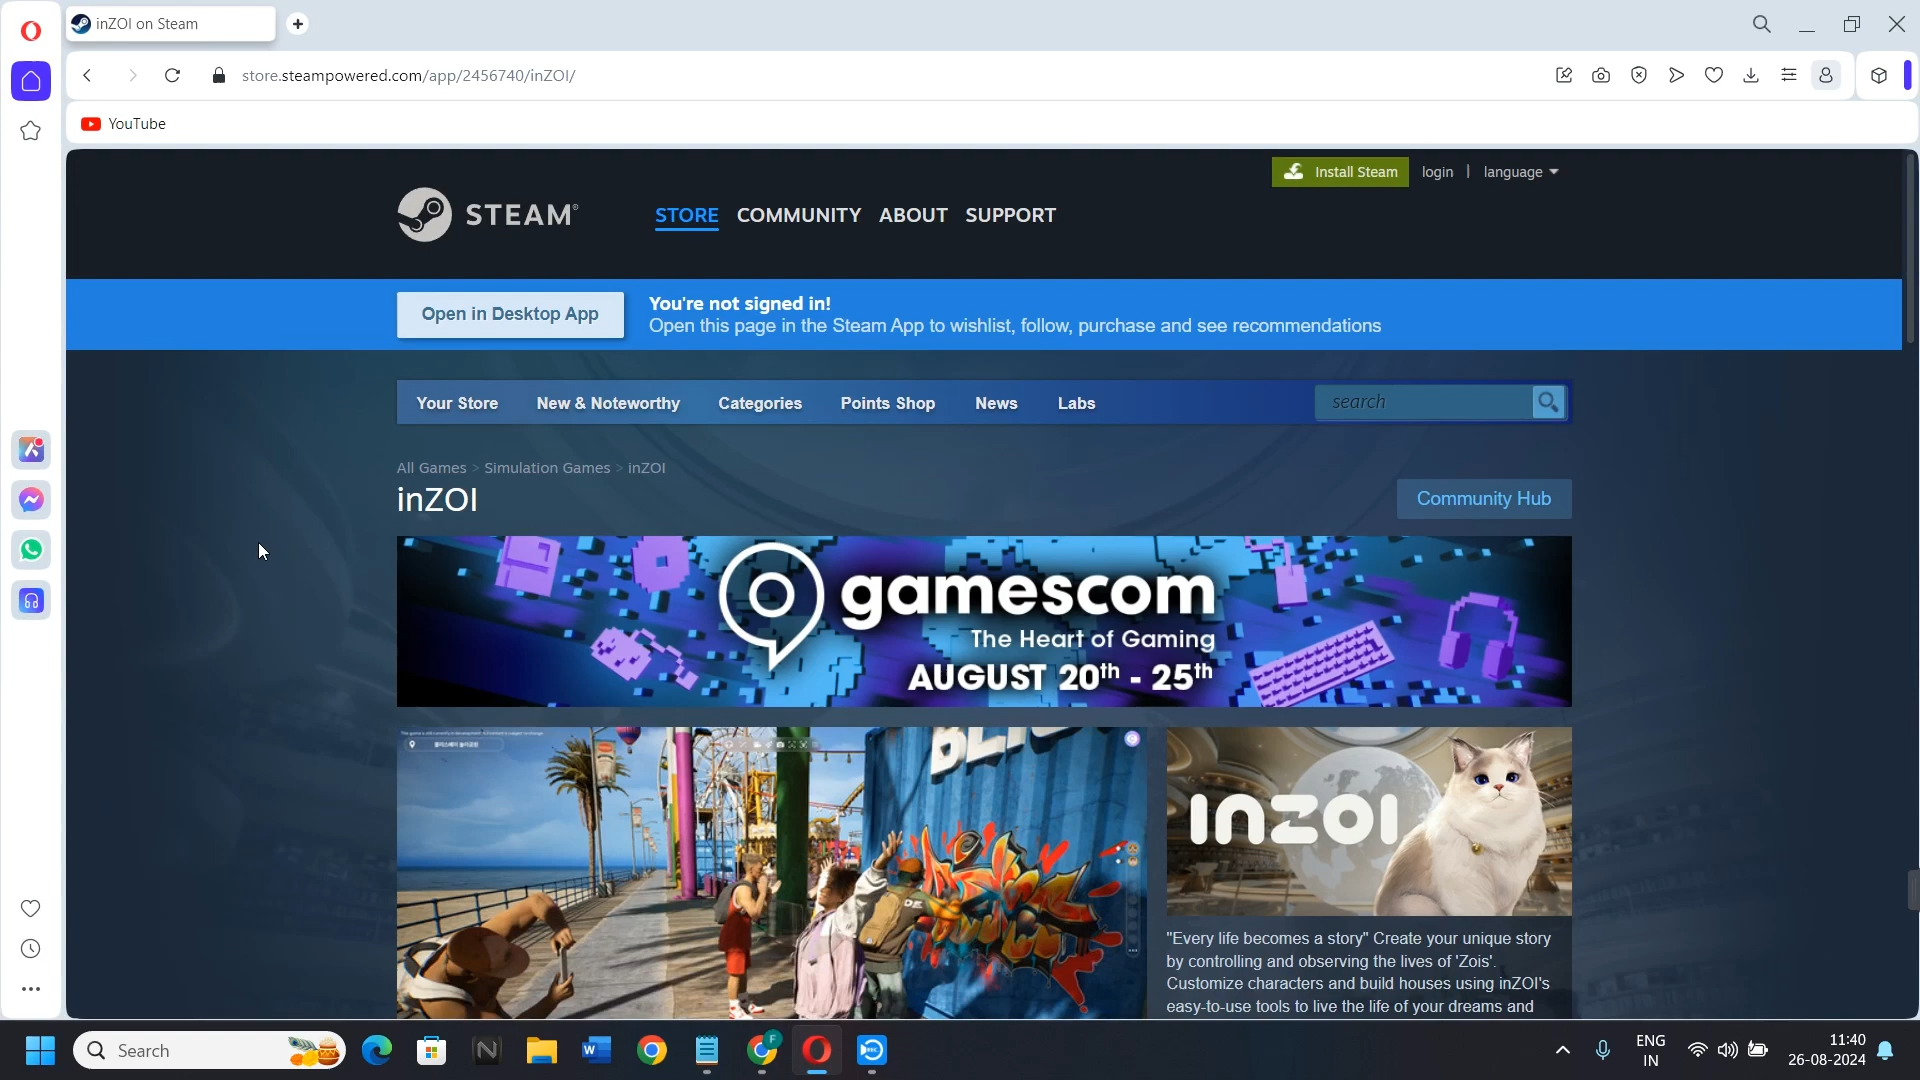 inZOI on Steam
store.steampowered.com/app/2456740/inZOI/
YouTube
Install Steam
login | language
STEAM®
STORE COMMUNITY ABOUT SUPPORT
Open in Desktop App
You're not signed in!
Open this page in the Steam App to wishlist, follow, purchase and see recommendations
Your Store New & Noteworthy Categories Points Shop News Labs
search
All Games > Simulation Games > inZOI
inZOI
Community Hub
gamescom
The Heart of Gaming
AUGUST 20th - 25th
INZOI
"Every life becomes a story" Create your unique story
by controlling and observing the lives of 'Zois'.
Customize characters and build houses using inZOI's
easy-to-use tools to live the life of your dreams and
Search
ENG
IN
11:40
26-08-2024